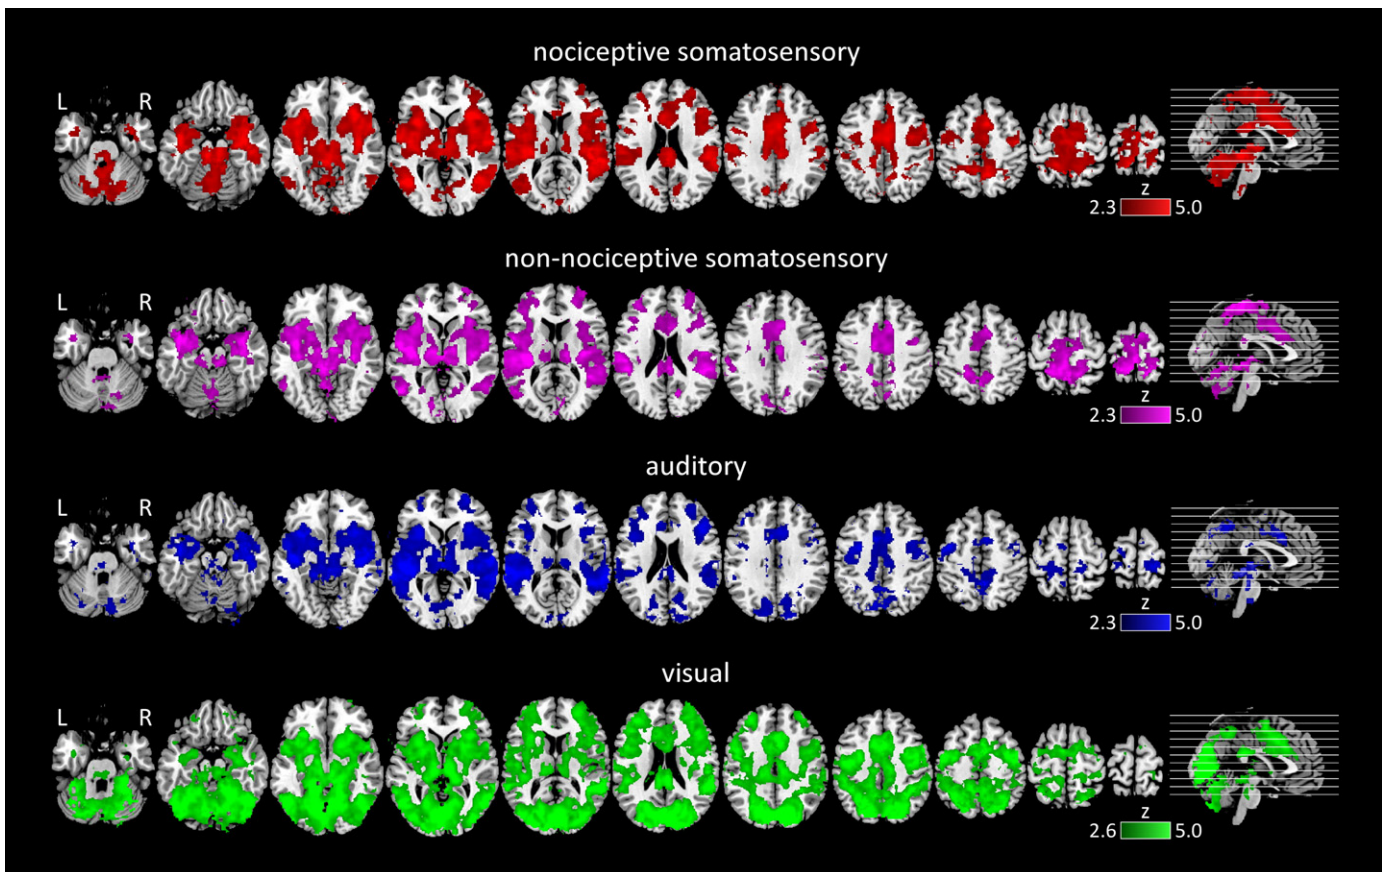 nociceptive somatosensory
L R
z
2.3 5.0
non-nociceptive somatosensory
L R
z
2.3 5.0
auditory
L R
z
2.3 5.0
visual
L R
z
2.6 5.0